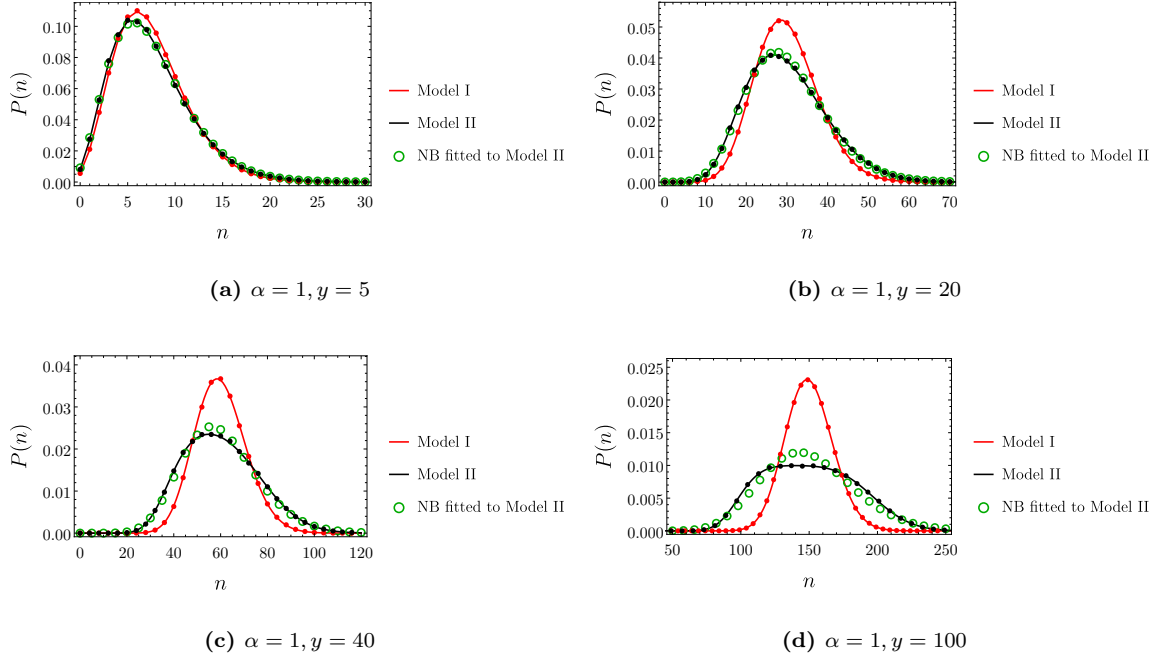 P(n)
0.10
0.08
0.06
0.04
0.02
0.00
0 5 10 15 20 25 30
n
Model I
Model II
NB fitted to Model II
(a) α = 1, y = 5
P(n)
0.05
0.04
0.03
0.02
0.01
0.00
0 10 20 30 40 50 60 70
n
Model I
Model II
NB fitted to Model II
(b) α = 1, y = 20
P(n)
0.04
0.03
0.02
0.01
0.00
0 20 40 60 80 100 120
n
Model I
Model II
NB fitted to Model II
(c) α = 1, y = 40
P(n)
0.025
0.020
0.015
0.010
0.005
0.000
50 100 150 200 250
n
Model I
Model II
NB fitted to Model II
(d) α = 1, y = 100